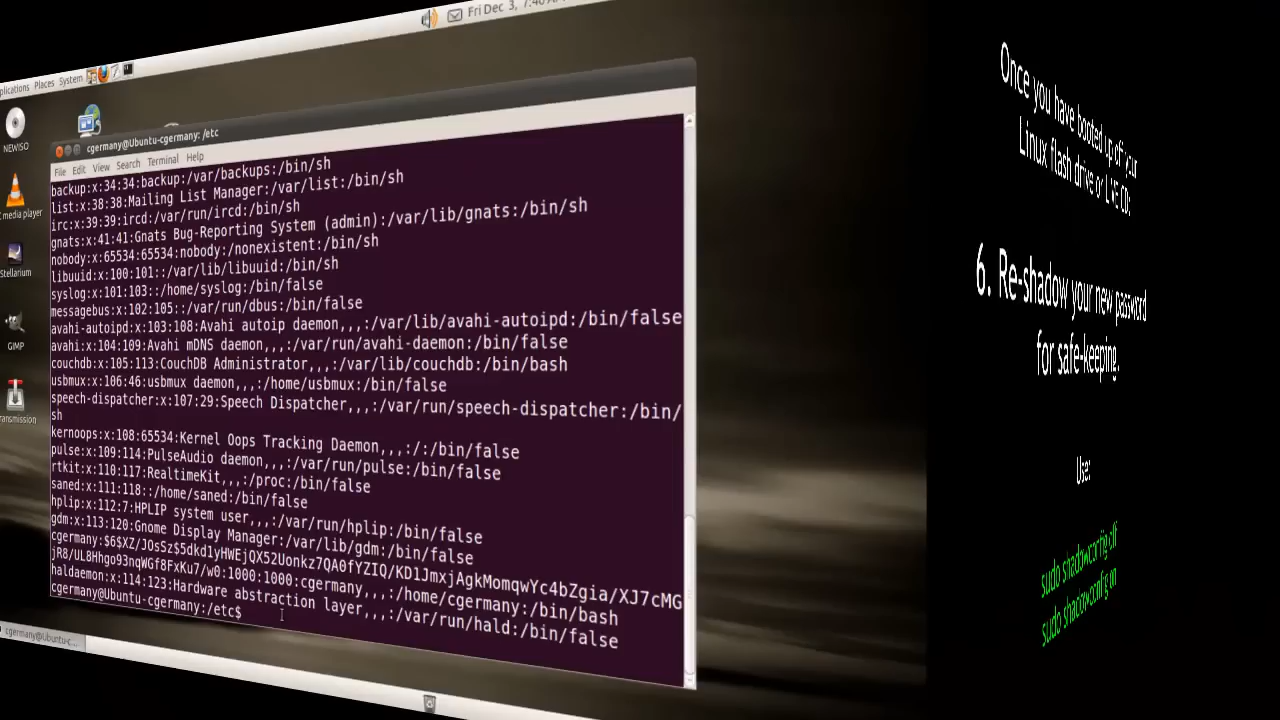 Fri Dec 3, 7:40 AM
plications Places System
NEWISO
C media player
Stellarium
GIMP
ansmission
cgermany@Ubuntu-cgermany: /etc
File Edit View Search Terminal Help
backup:x:34:34:backup:/var/backups:/bin/sh
list:x:38:38:Mailing List Manager:/var/list:/bin/sh
irc:x:39:39:ircd:/var/run/ircd:/bin/sh
gnats:x:41:41:Gnats Bug-Reporting System (admin):/var/lib/gnats:/bin/sh
nobody:x:65534:65534:nobody:/nonexistent:/bin/sh
libuuid:x:100:101::/var/lib/libuuid:/bin/sh
syslog:x:101:103::/home/syslog:/bin/false
messagebus:x:102:105::/var/run/dbus:/bin/false
avahi-autoipd:x:103:108:Avahi autoip daemon,,,:/var/lib/avahi-autoipd:/bin/false
avahi:x:104:109:Avahi mDNS daemon,,,:/var/run/avahi-daemon:/bin/false
couchdb:x:105:113:CouchDB Administrator,,,:/var/lib/couchdb:/bin/bash
usbmux:x:106:46:usbmux daemon,,,:/home/usbmux:/bin/false
speech-dispatcher:x:107:29:Speech Dispatcher,,,:/var/run/speech-dispatcher:/bin/
sh
kernoops:x:108:65534:Kernel Oops Tracking Daemon,,,:/:/bin/false
pulse:x:109:114:PulseAudio daemon,,,:/var/run/pulse:/bin/false
rtkit:x:110:117:RealtimeKit,,,:/proc:/bin/false
saned:x:111:118::/home/saned:/bin/false
hplip:x:112:7:HPLIP system user,,,:/var/run/hplip:/bin/false
gdm:x:113:120:Gnome Display Manager:/var/lib/gdm:/bin/false
cgermany:$6$XZ/JOsSz$5dkd1yHWEjQX52Uonkz7QA0fYZIQ/KD1JmxjAgkMomqwYc4bZgia/XJ7cMG
jR8/UL8Hhgo93nqWGf8FxKu7/w0:1000:1000:cgermany,,,:/home/cgermany:/bin/bash
haldaemon:x:114:123:Hardware abstraction layer,,,:/var/run/hald:/bin/false
cgermany@Ubuntu-cgermany:/etc$
cgermany@Ubuntu-c...
Once you have booted up off your
Linux flash drive or LIVE CD:
6. Re-shadow your new password
for safe-keeping.
Use:
sudo shadowconfig off
sudo shadowconfig on